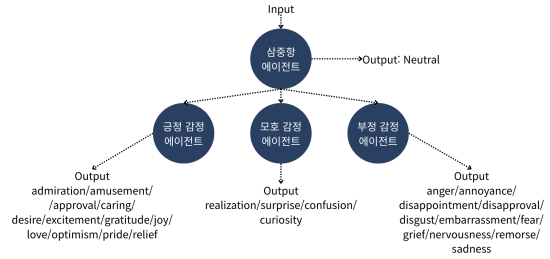 Input
삼중항
에이전트
Output: Neutral
긍정 감정
에이전트
모호 감정
에이전트
부정 감정
에이전트
Output
admiration/amusement/
/approval/caring/
desire/excitement/gratitude/joy/
love/optimism/pride/relief
Output
realization/surprise/confusion/
curiosity
Output
anger/annoyance/
disappointment/disapproval/
disgust/embarrassment/fear/
grief/nervousness/remorse/
sadness